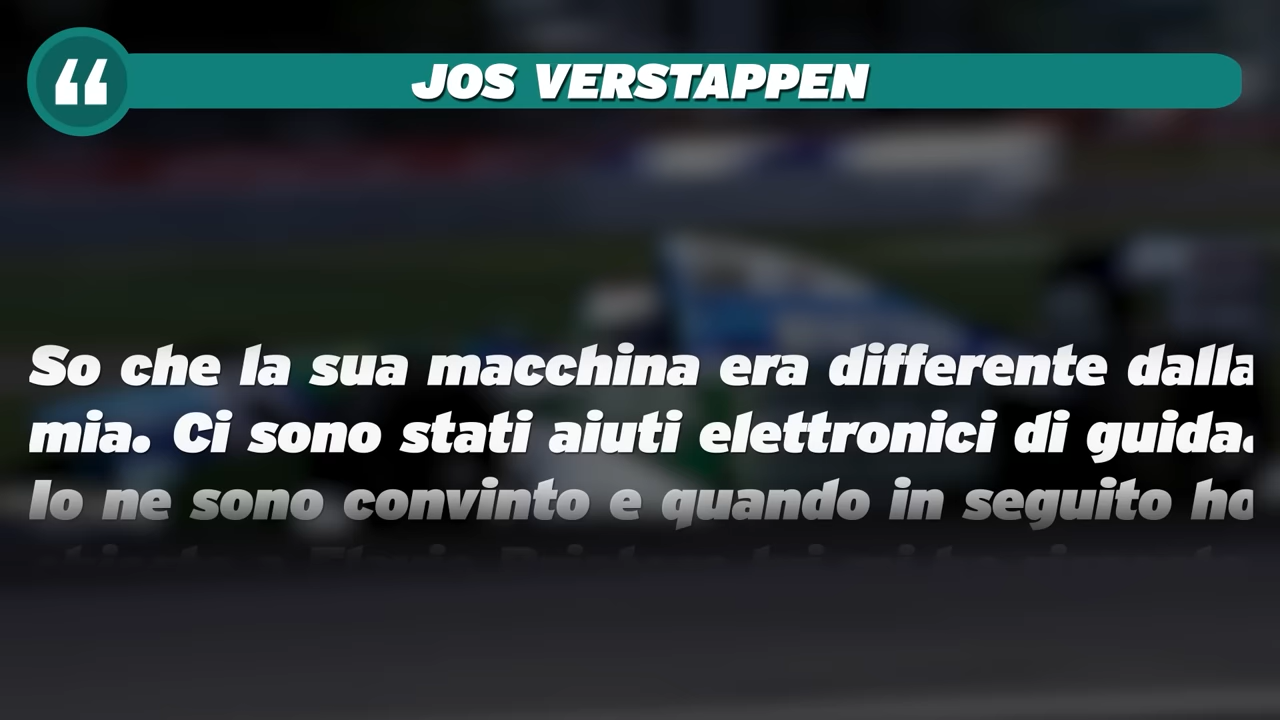 JOS VERSTAPPEN
So che la sua macchina era differente dalla
mia. Ci sono stati aiuti elettronici di guida.
Io ne sono convinto e quando in seguito ho